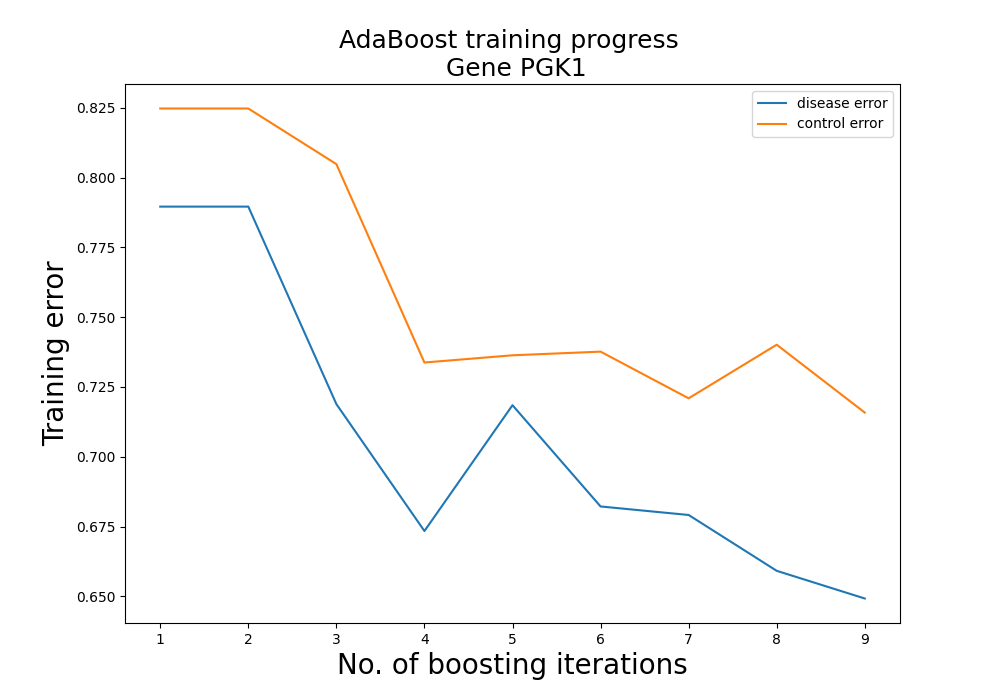 AdaBoost training progress
Gene PGK1
disease error
control error
0.825
0.800
0.775
0.750
0.725
0.700
0.675
0.650
Training error
1 2 3 4 5 6 7 8 9
No. of boosting iterations